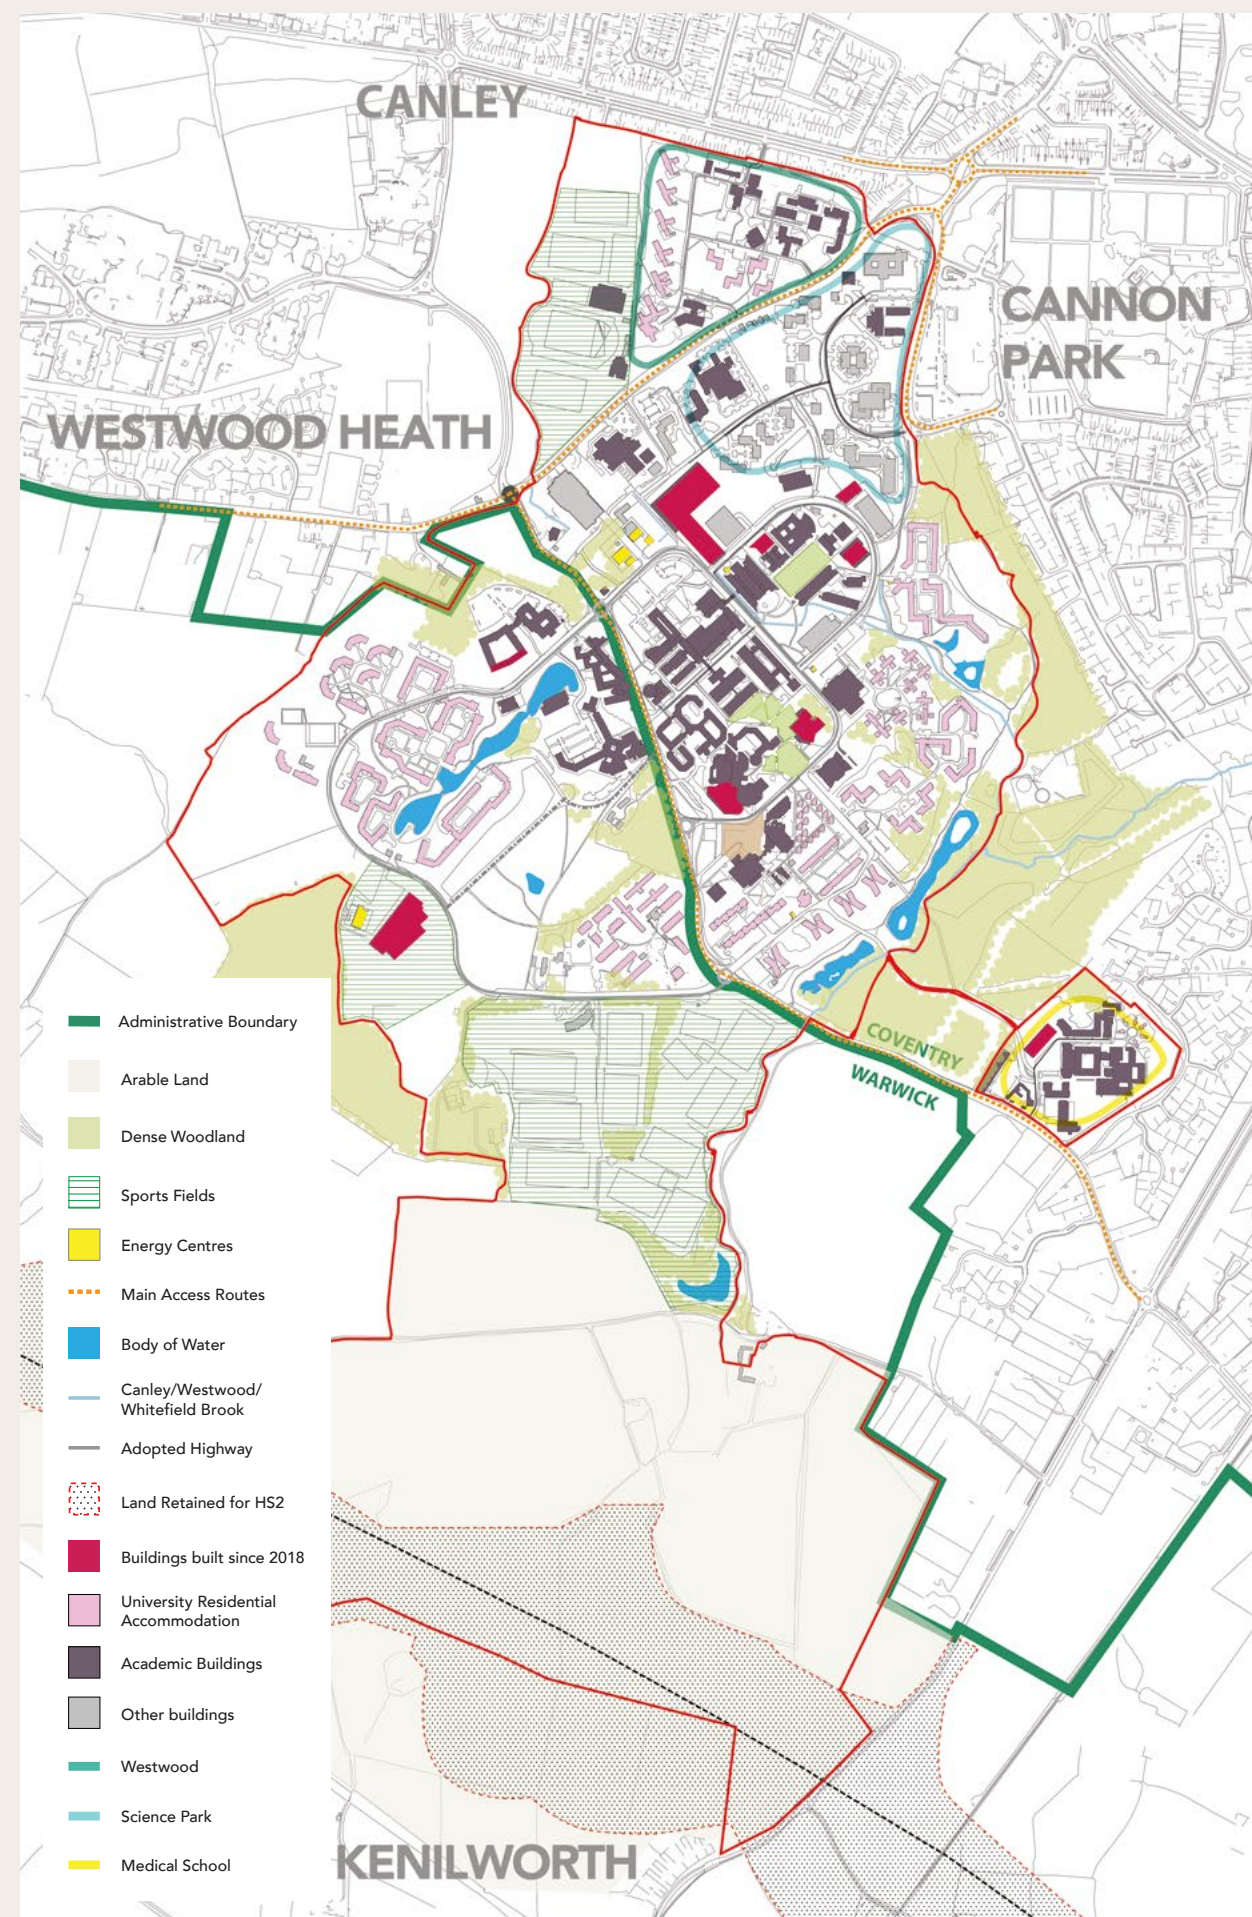 CANLEY
CANNON
PARK
WESTWOOD HEATH
COVENTRY
WARWICK
Administrative Boundary
Arable Land
Dense Woodland
Sports Fields
Energy Centres
Main Access Routes
Body of Water
Canley/Westwood/
Whitefield Brook
Adopted Highway
Land Retained for HS2
Buildings built since 2018
University Residential
Accommodation
Academic Buildings
Other buildings
Westwood
Science Park
Medical School
KENILWORTH